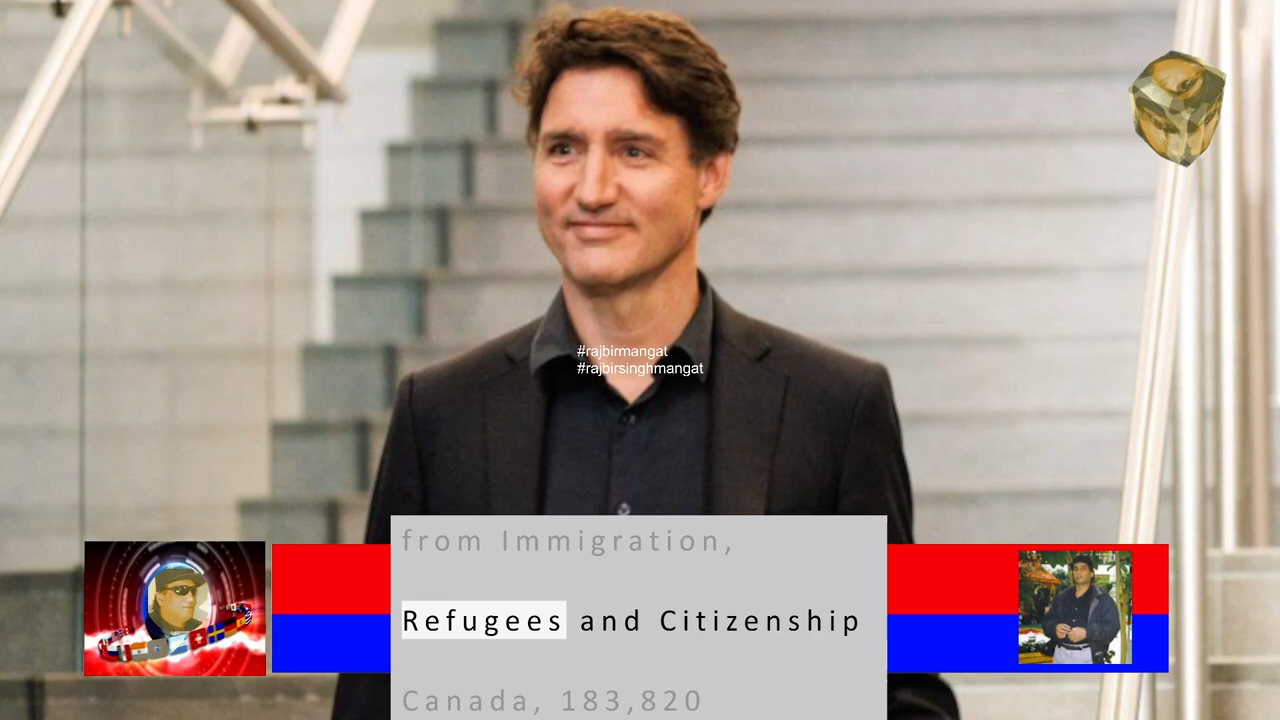 #rajbirmangat
#rajbirsinghmangat
from Immigration,
Refugees and Citizenship
Canada, 183,820